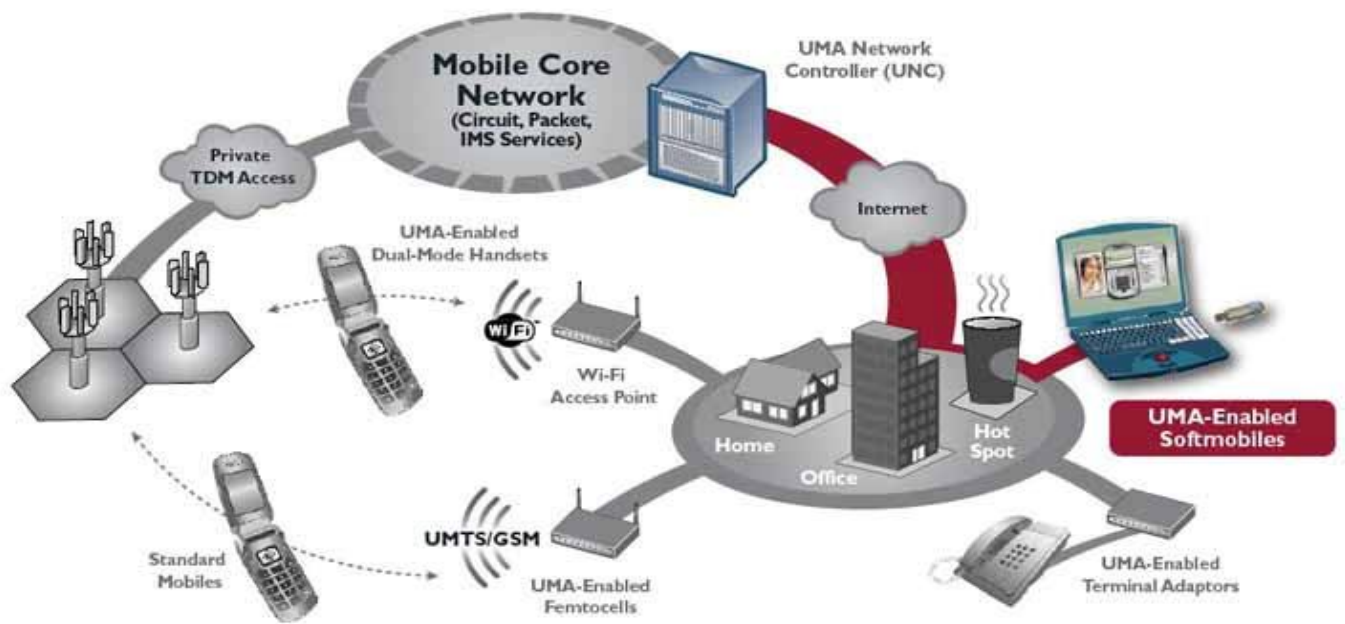 Mobile Core
Network
(Circuit, Packet,
IMS Services)
UMA Network
Controller (UNC)
Private
TDM Access
Internet
UMA-Enabled
Dual-Mode Handsets
Wi Fi
Wi-Fi
Access Point
Home
Office
Hot
Spot
UMA-Enabled
Softmobiles
Standard
Mobiles
UMTS/GSM
UMA-Enabled
Femtocells
UMA-Enabled
Terminal Adaptors